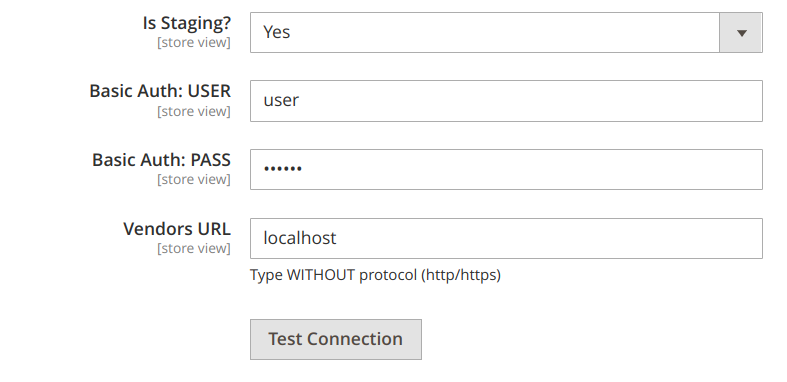 Is Staging?
Yes
[store view]
Basic Auth: USER
user
[store view]
Basic Auth: PASS
••••••
[store view]
Vendors URL
localhost
[store view]
Type WITHOUT protocol (http/https)
Test Connection